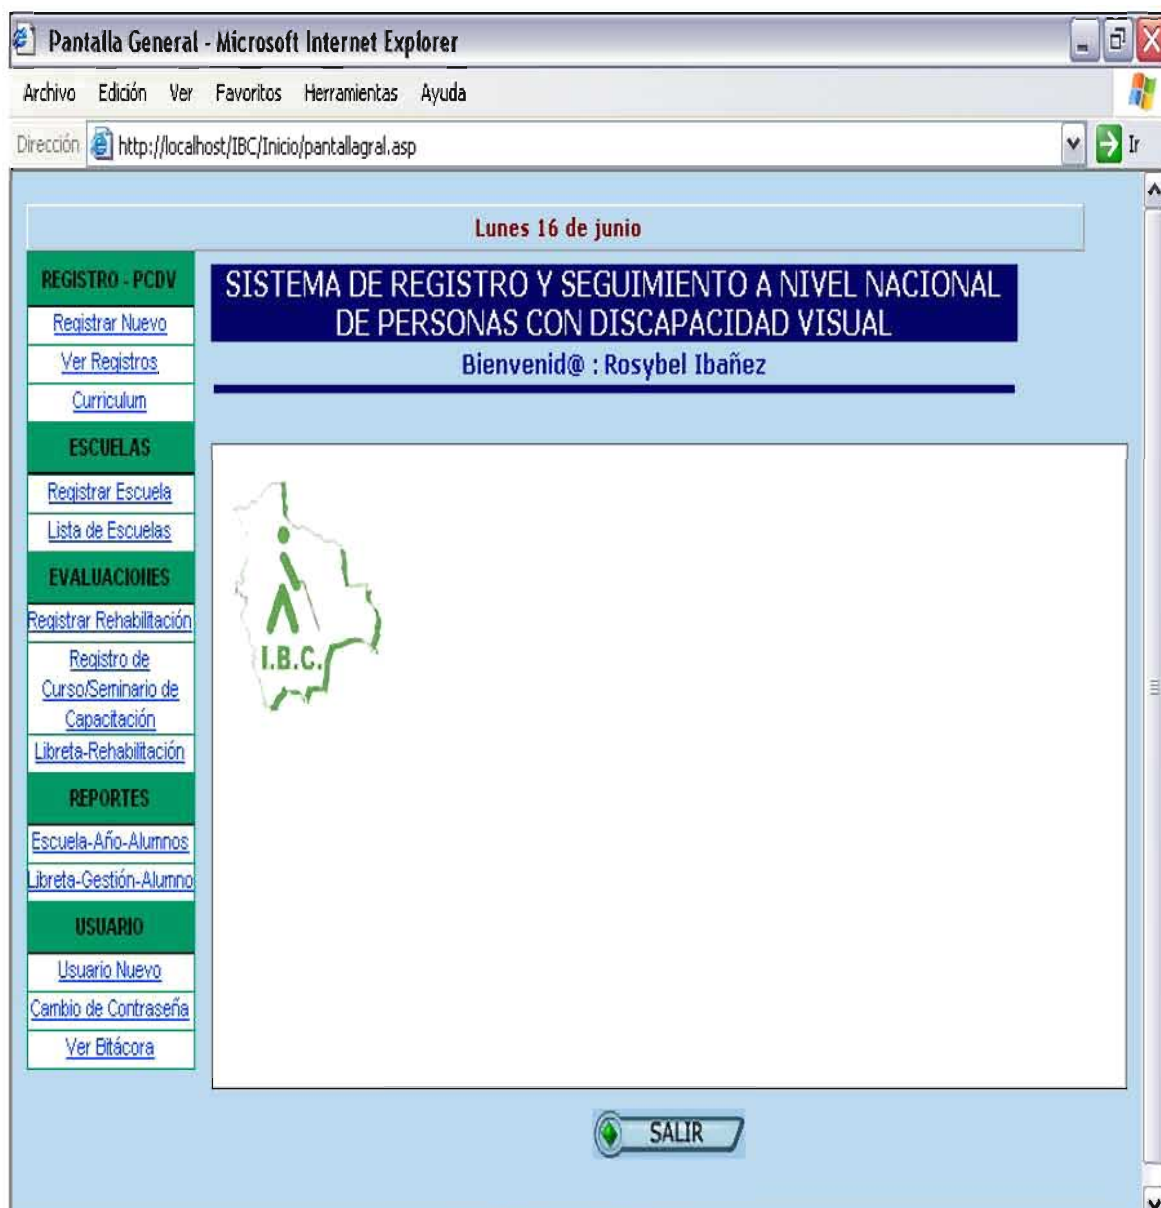 Pantalla General - Microsoft Internet Explorer
Archivo Edición Ver Favoritos Herramientas Ayuda
Dirección http://localhost/IBC/Inicio/pantallagral.asp Ir
Lunes 16 de junio
REGISTRO - PCDV
Registrar Nuevo
Ver Registros
Curriculum
ESCUELAS
Registrar Escuela
Lista de Escuelas
EVALUACIONES
Registrar Rehabilitación
Registro de
Curso/Seminario de
Capacitación
Libreta-Rehabilitación
REPORTES
Escuela-Año-Alumnos
Libreta-Gestión-Alumno
USUARIO
Usuario Nuevo
Cambio de Contraseña
Ver Bitácora
SISTEMA DE REGISTRO Y SEGUIMIENTO A NIVEL NACIONAL
DE PERSONAS CON DISCAPACIDAD VISUAL
Bienvenid@ : Rosybel Ibañez
I.B.C.
SALIR